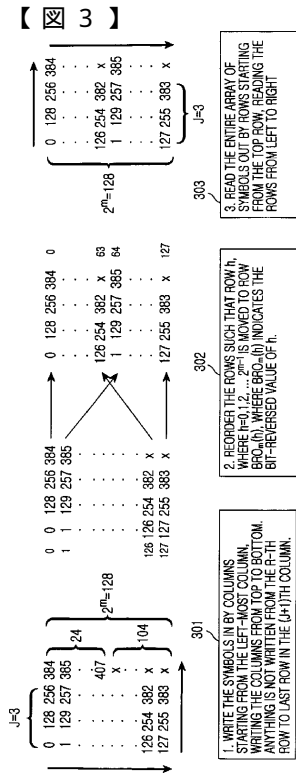 【 図 3 】
J=3
0 128 256 384
1 129 257 385
24
407
x
104
126 254 382 x
127 255 383 x
2^m=128
301
1. WRITE THE SYMBOLS IN BY COLUMNS
STARTING FROM THE LEFT-MOST COLUMN,
WRITING THE COLUMNS FROM TOP TO BOTTOM.
ANYTHING IS NOT WRITTEN FROM THE R-TH
ROW TO LAST ROW IN THE (J+1)TH COLUMN.
0 0 128 256 384
1 1 129 257 385
126 126 254 382 x
127 127 255 383 x
0 128 256 384 0
126 254 382 x 63
1 129 257 385 64
127 255 383 x 127
302
2. REORDER THE ROWS SUCH THAT ROW h,
WHERE h=0,1,2, ... 2^m-1 IS MOVED TO ROW
BRO_m(h), WHERE BRO_m(h) INDICATES THE
BIT-REVERSED VALUE OF h.
2^m=128
0 128 256 384
126 254 382 x
1 129 257 385
127 255 383 x
J=3
303
3. READ THE ENTIRE ARRAY OF
SYMBOLS OUT BY ROWS STARTING
FROM THE TOP ROW, READING THE
ROWS FROM LEFT TO RIGHT